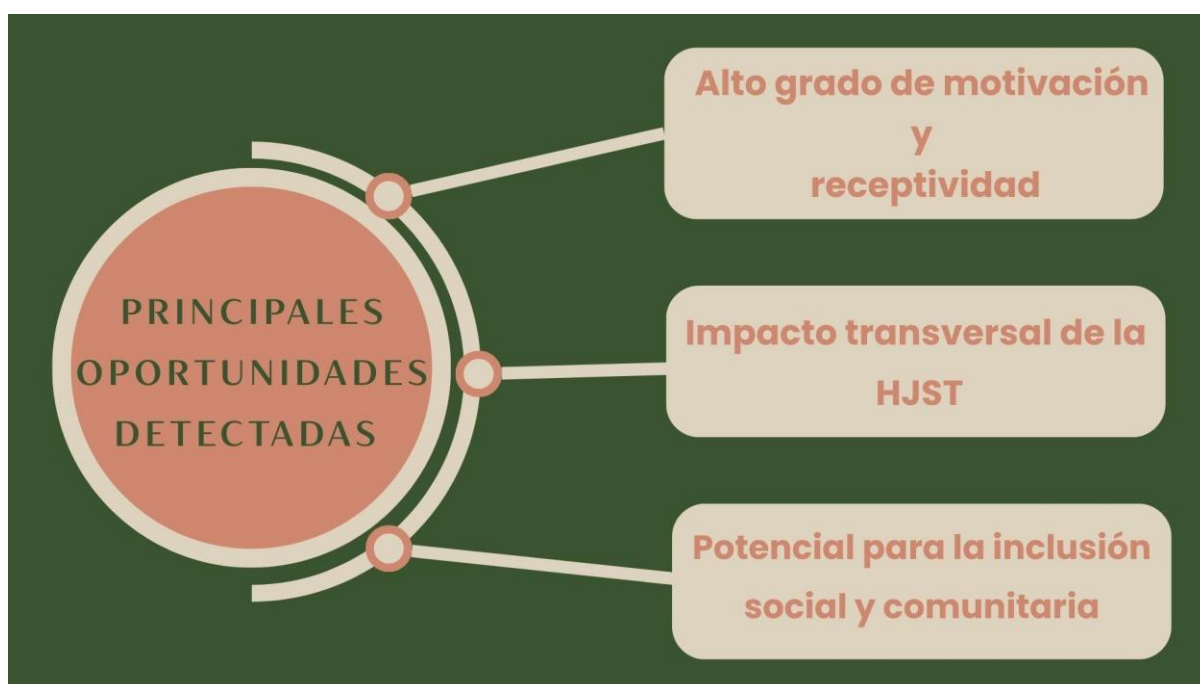 PRINCIPALES
OPORTUNIDADES
DETECTADAS
Alto grado de motivación
y
receptividad
Impacto transversal de la
HJST
Potencial para la inclusión
social y comunitaria